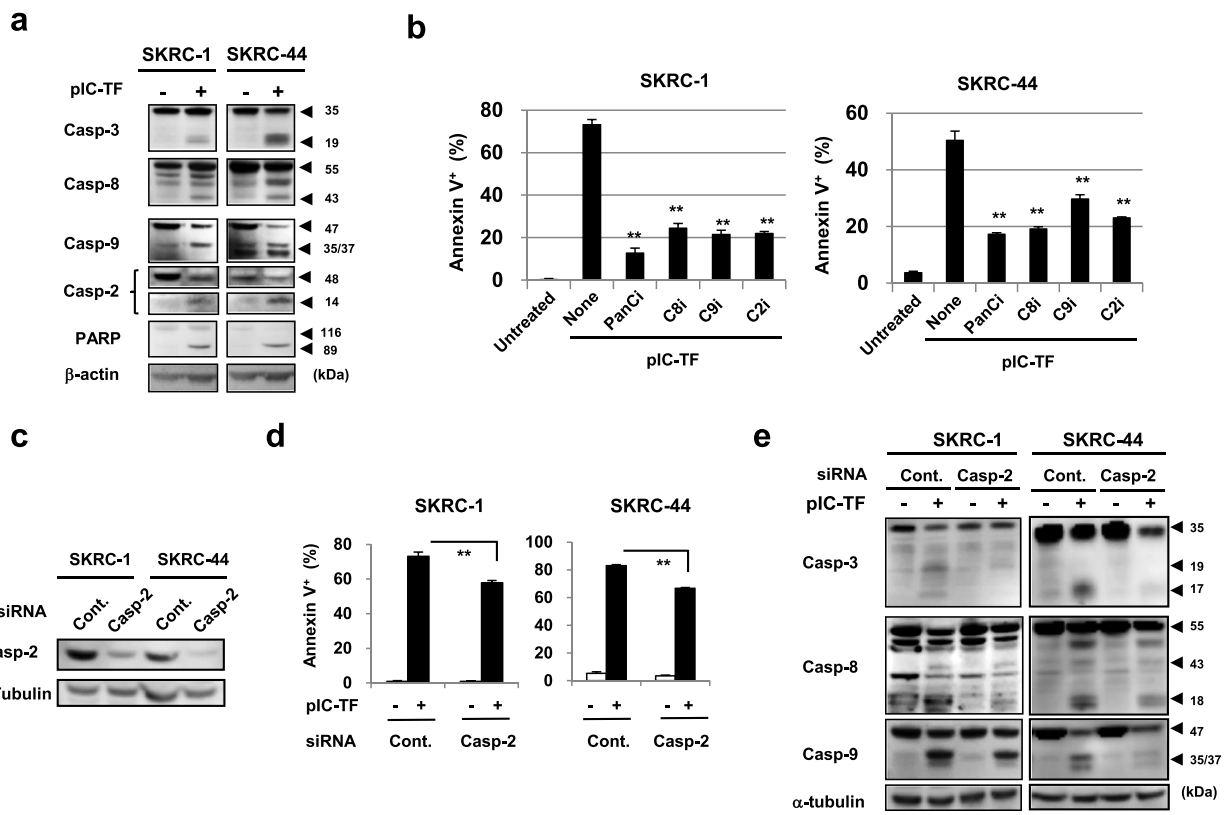 a
SKRC-1 SKRC-44
pIC-TF - + - +
Casp-3 35
19
Casp-8 55
43
Casp-9 47
35/37
Casp-2 48
14
PARP 116
89
β-actin (kDa)
b
SKRC-1
Annexin V⁺ (%)
80
60
40
20
0
** ** ** **
Untreated None PanCi C8i C9i C2i
pIC-TF
SKRC-44
Annexin V⁺ (%)
60
40
20
0
** ** ** **
Untreated None PanCi C8i C9i C2i
pIC-TF
c
SKRC-1 SKRC-44
siRNA Cont. Casp-2 Cont. Casp-2
asp-2
Tubulin
d
SKRC-1
Annexin V⁺ (%)
80
60
40
20
0
**
pIC-TF - + - +
siRNA Cont. Casp-2
SKRC-44
100
80
60
40
20
0
**
- + - +
Cont. Casp-2
e
SKRC-1 SKRC-44
siRNA Cont. Casp-2 Cont. Casp-2
pIC-TF - + - + - + - +
Casp-3 35
19
17
Casp-8 55
43
18
Casp-9 47
35/37
α-tubulin (kDa)